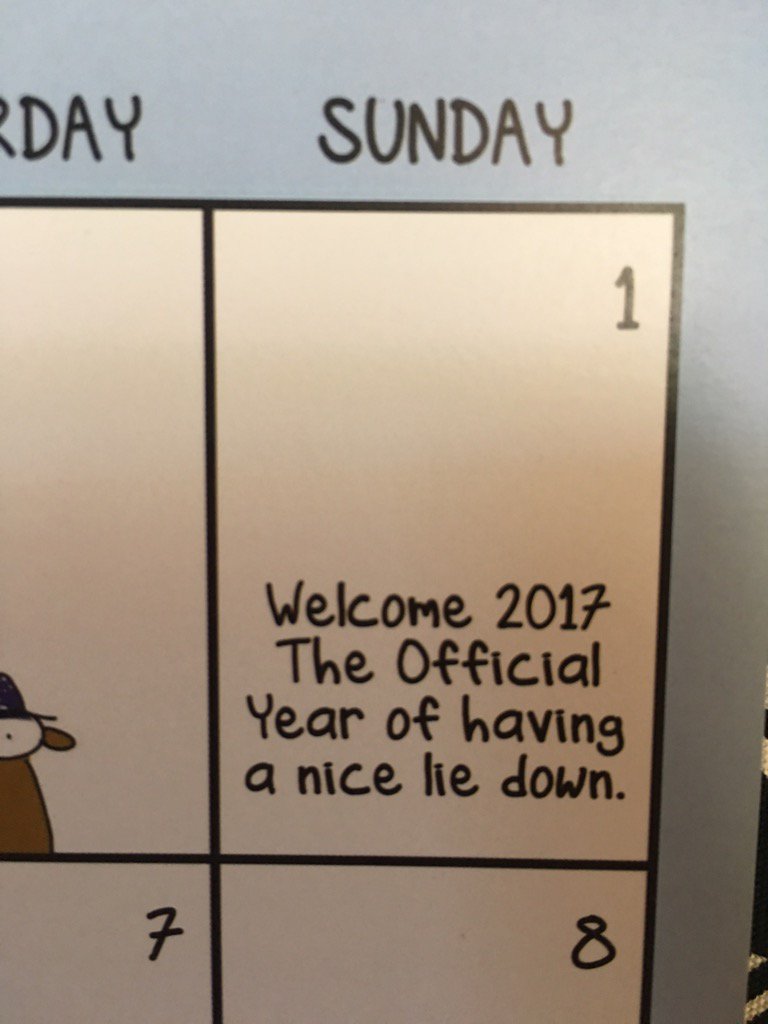 RDAY SUNDAY
1
Welcome 2017
The Official
Year of having
a nice lie down.
7 8